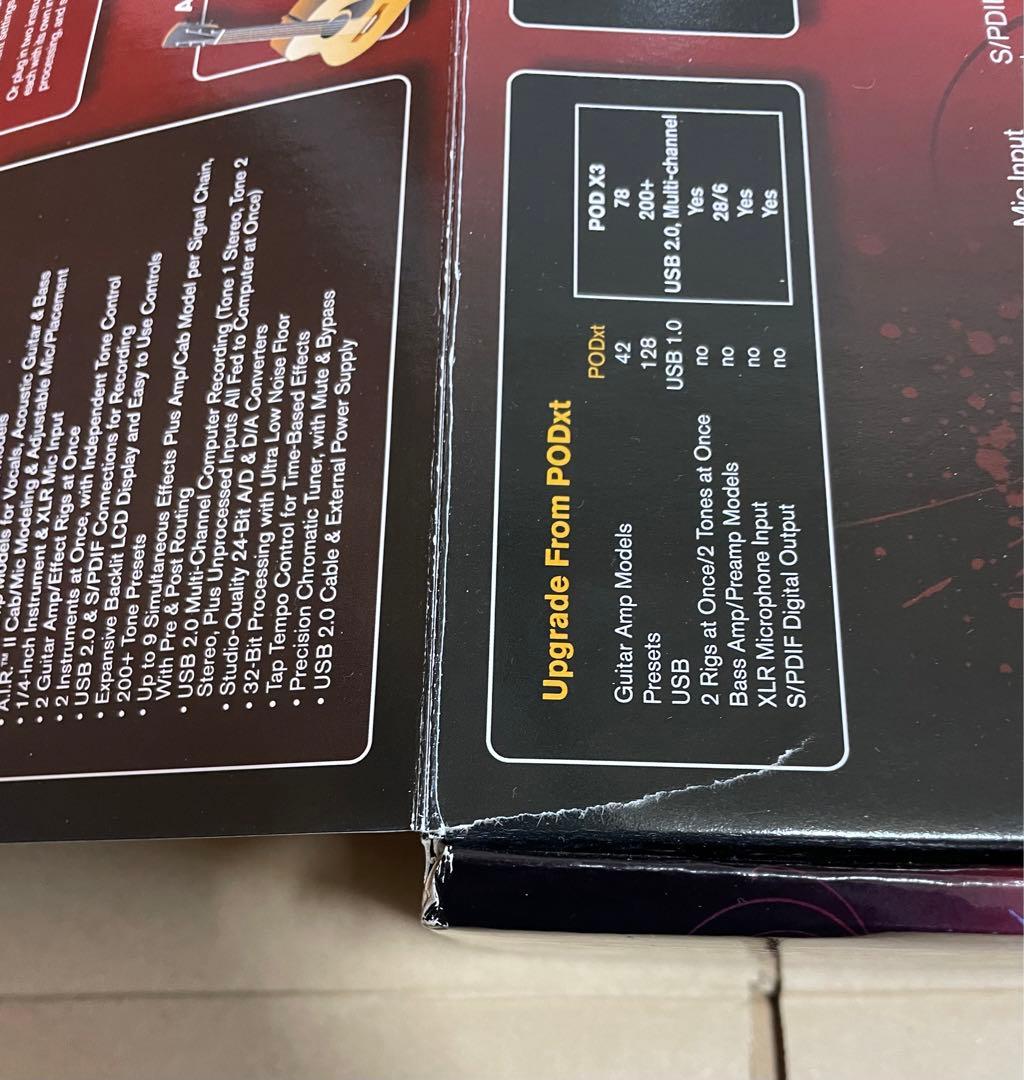 Or plug in two instru
each with its own in
processing, and s
A
• A.I.R.™ II Cab/Mic Modeling & Adjustable Mic/Placement
• 1/4-Inch Instrument & XLR Mic Input
• 2 Guitar Amp/Effect Rigs at Once
• 2 Instruments at Once, with Independent Tone Control
• USB 2.0 & S/PDIF Connections for Recording
• Expansive Backlit LCD Display and Easy to Use Controls
• 200+ Tone Presets
• Up to 9 Simultaneous Effects Plus Amp/Cab Model per Signal Chain,
With Pre & Post Routing
• USB 2.0 Multi-Channel Computer Recording (Tone 1 Stereo, Tone 2
Stereo, Plus Unprocessed Inputs All Fed to Computer at Once)
• Studio-Quality 24-Bit A/D & D/A Converters
• 32-Bit Processing with Ultra Low Noise Floor
• Tap Tempo Control for Time-Based Effects
• Precision Chromatic Tuner, with Mute & Bypass
• USB 2.0 Cable & External Power Supply
Upgrade From PODxt
PODxt POD X3
Guitar Amp Models 42 78
Presets 128 200+
USB USB 1.0 USB 2.0, Multi-channel
2 Rigs at Once/2 Tones at Once no Yes
Bass Amp/Preamp Models no 28/6
XLR Microphone Input no Yes
S/PDIF Digital Output no Yes
S/PDIF
Mic Input